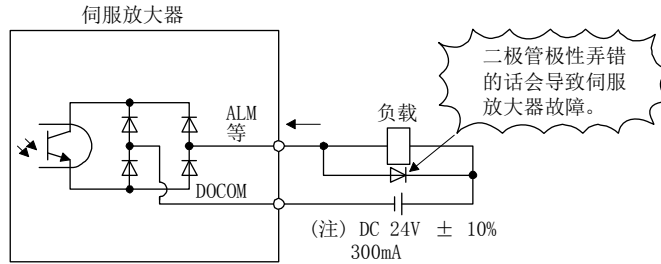 伺服放大器
二极管极性弄错
的话会导致伺服
放大器故障。
ALM
等
负载
DOCOM
(注) DC 24V ± 10%
300mA